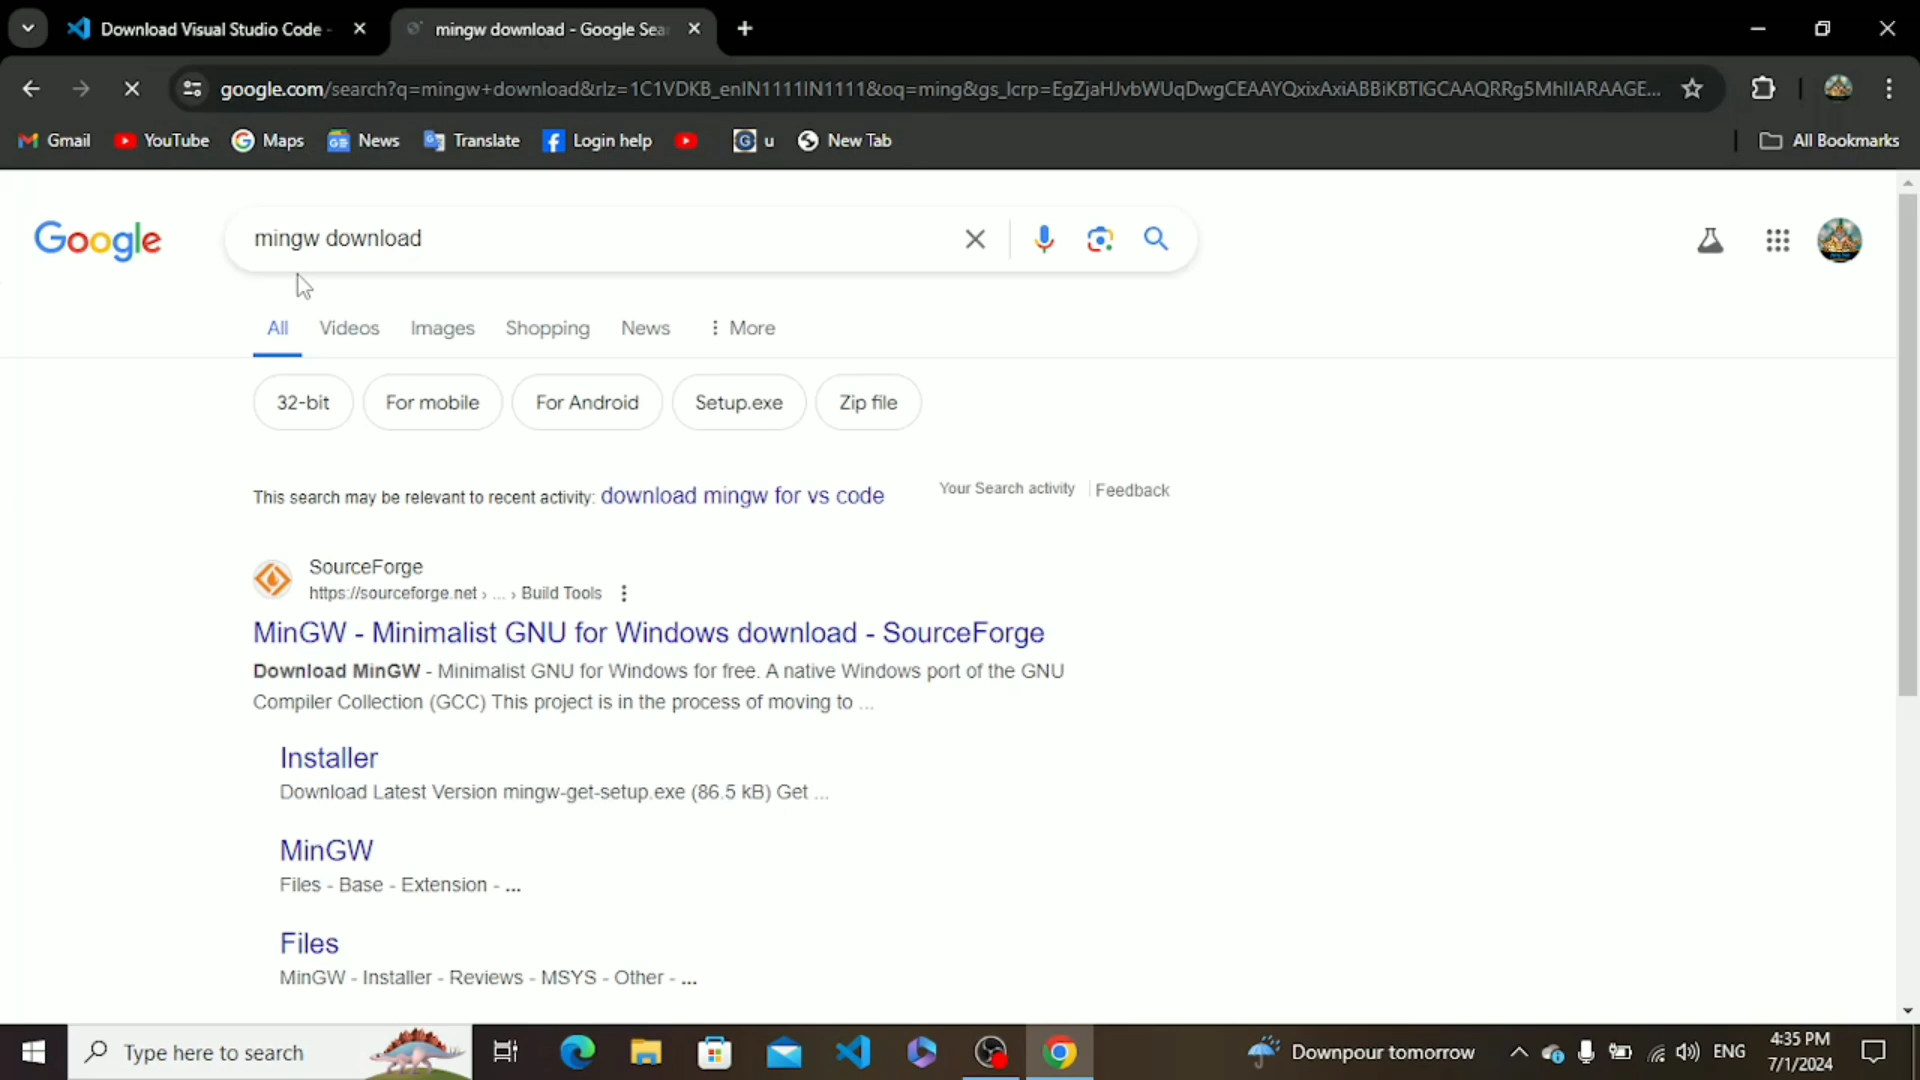 Download Visual Studio Code -
mingw download - Google Sea
google.com/search?q=mingw+download&rlz=1C1VDKB_enIN1111IN1111&oq=ming&gs_lcrp=EgZjaHJvbWUqDwgCEAAYQxixAxiABBiKBTIGCAAQRRg5MhIIARAAGE...
Gmail
YouTube
Maps
News
Translate
Login help
u
New Tab
All Bookmarks
Google
mingw download
All
Videos
Images
Shopping
News
More
32-bit
For mobile
For Android
Setup.exe
Zip file
This search may be relevant to recent activity: download mingw for vs code
Your Search activity
Feedback
SourceForge
https://sourceforge.net › ... › Build Tools
MinGW - Minimalist GNU for Windows download - SourceForge
Download MinGW - Minimalist GNU for Windows for free. A native Windows port of the GNU
Compiler Collection (GCC) This project is in the process of moving to ...
Installer
Download Latest Version mingw-get-setup.exe (86.5 kB) Get ...
MinGW
Files - Base - Extension - ...
Files
MinGW - Installer - Reviews - MSYS - Other - ...
Type here to search
Downpour tomorrow
ENG
4:35 PM
7/1/2024